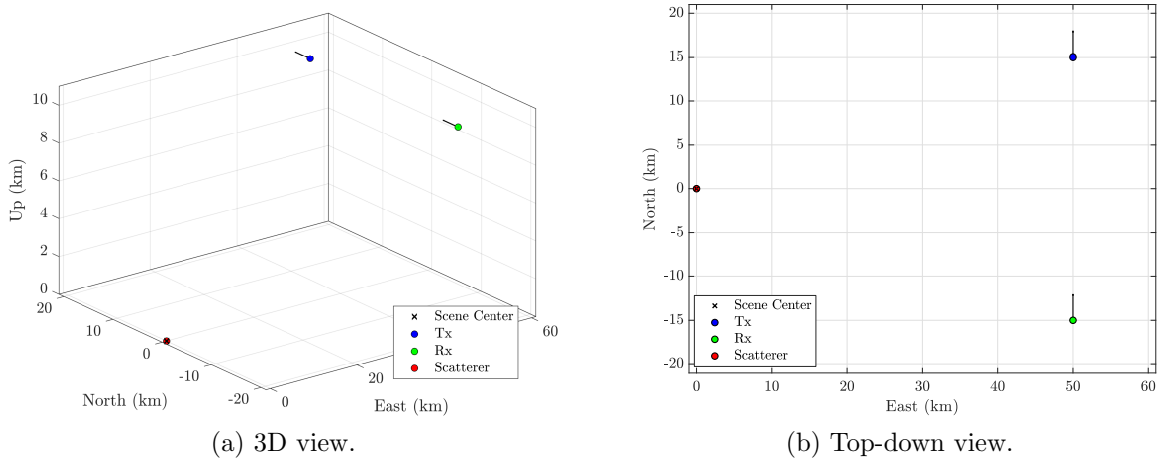 10
8
6
4
2
0
Up (km)
20
10
0
-10
-20
North (km)
0
20
60
East (km)
Scene Center
Tx
Rx
Scatterer
(a) 3D view.
20
15
10
5
0
-5
-10
-15
-20
North (km)
0
10
20
30
40
50
60
East (km)
Scene Center
Tx
Rx
Scatterer
(b) Top-down view.